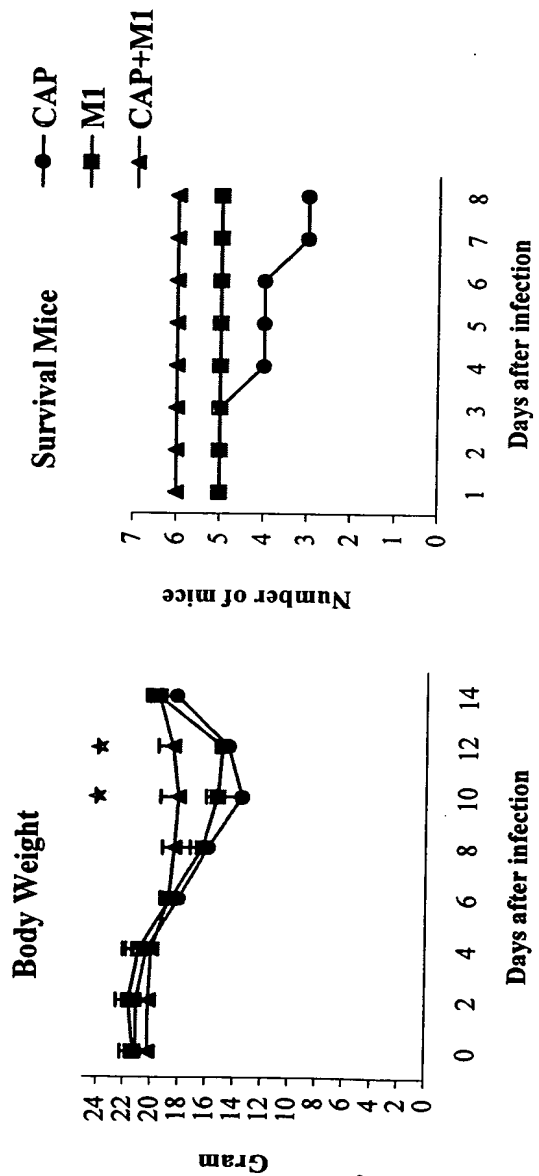 Body Weight
Gram
24
22
20
18
16
14
12
10
8
6
4
2
0
0 2 4 6 8 10 12 14
Days after infection
Survival Mice
Number of mice
7
6
5
4
3
2
1
0
1 2 3 4 5 6 7 8
Days after infection
CAP
M1
CAP+M1